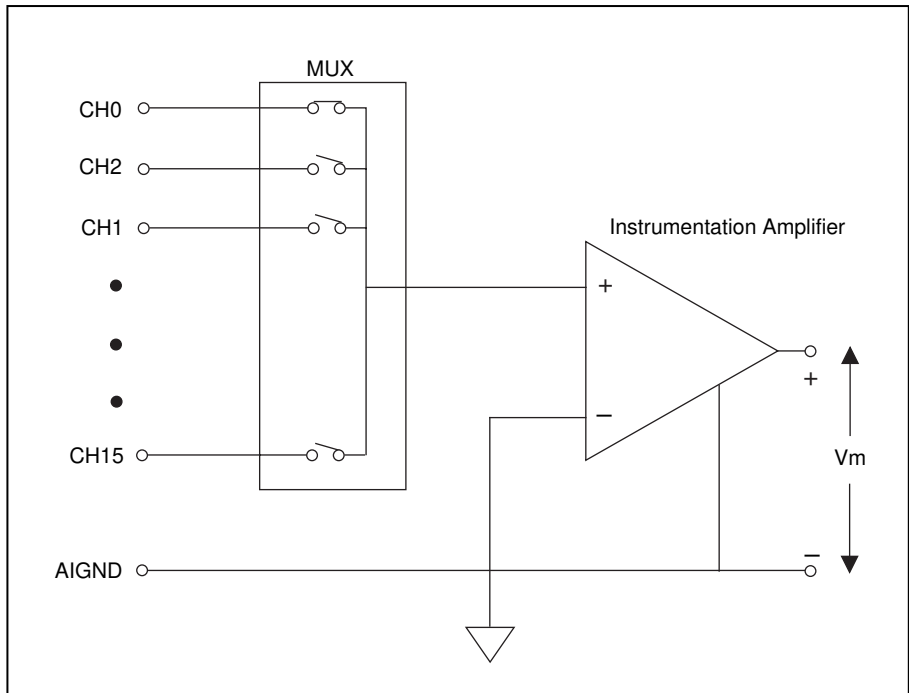 MUX
CH0
CH2
CH1
Instrumentation Amplifier
+
−
+
Vm
CH15
−
AIGND